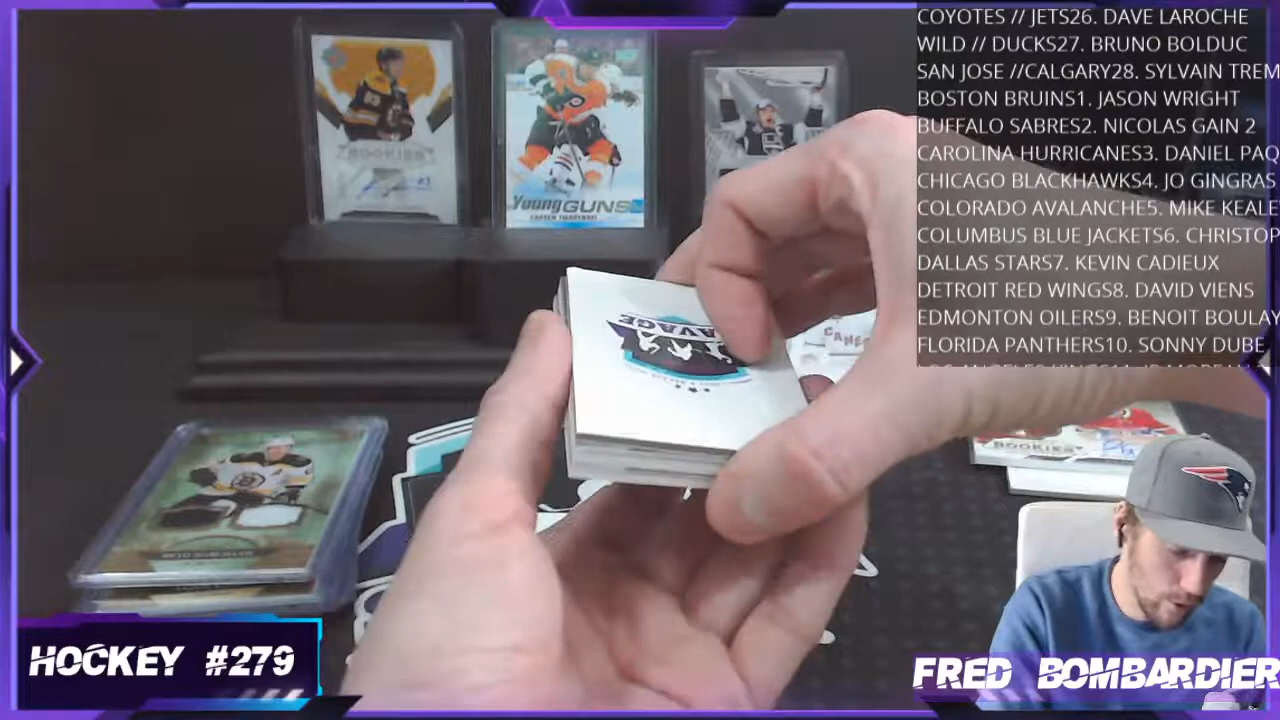 COYOTES // JETS26. DAVE LAROCHE
WILD // DUCKS27. BRUNO BOLDUC
SAN JOSE //CALGARY28. SYLVAIN TREM
BOSTON BRUINS1. JASON WRIGHT
BUFFALO SABRES2. NICOLAS GAIN 2
CAROLINA HURRICANES3. DANIEL PAQ
CHICAGO BLACKHAWKS4. JO GINGRAS
COLORADO AVALANCHE5. MIKE KEALE
COLUMBUS BLUE JACKETS6. CHRISTOP
DALLAS STARS7. KEVIN CADIEUX
DETROIT RED WINGS8. DAVID VIENS
EDMONTON OILERS9. BENOIT BOULAY
FLORIDA PANTHERS10. SONNY DUBE
ROOKIES
Young GUNS
CANES
ROOKIES
HOCKEY #279
FRED BOMBARDIER